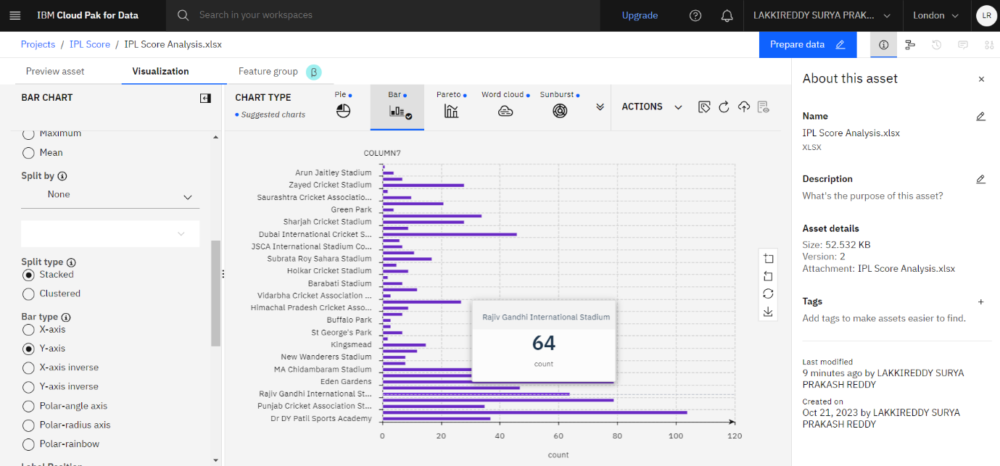 IBM Cloud Pak for Data
Search in your workspaces
Upgrade
LAKKIREDDY SURYA PRAK...
London
LR
Projects / IPL Score / IPL Score Analysis.xlsx
Prepare data
Preview asset
Visualization
Feature group β
BAR CHART
Maximum
Mean
Split by
None
Split type
Stacked
Clustered
Bar type
X-axis
Y-axis
X-axis inverse
Y-axis inverse
Polar-angle axis
Polar-radius axis
Polar-rainbow
Label Position
CHART TYPE
Suggested charts
Pie
Bar
Pareto
Word cloud
Sunburst
ACTIONS
COLUMN7
Arun Jaitley Stadium
Zayed Cricket Stadium
Saurashtra Cricket Associatio...
Green Park
Sharjah Cricket Stadium
Dubai International Cricket S...
JSCA International Stadium Co...
Subrata Roy Sahara Stadium
Holkar Cricket Stadium
Barabati Stadium
Vidarbha Cricket Association ...
Himachal Pradesh Cricket Asso...
Buffalo Park
St George's Park
Kingsmead
New Wanderers Stadium
MA Chidambaram Stadium
Eden Gardens
Rajiv Gandhi International St...
Punjab Cricket Association St...
Dr DY Patil Sports Academy
Rajiv Gandhi International Stadium
64
count
0 20 40 60 80 100 120
count
About this asset
Name
IPL Score Analysis.xlsx
XLSX
Description
What's the purpose of this asset?
Asset details
Size: 52.532 KB
Version: 2
Attachment: IPL Score Analysis.xlsx
Tags
Add tags to make assets easier to find.
Last modified
9 minutes ago by LAKKIREDDY SURYA
PRAKASH REDDY
Created on
Oct 21, 2023 by LAKKIREDDY SURYA
PRAKASH REDDY